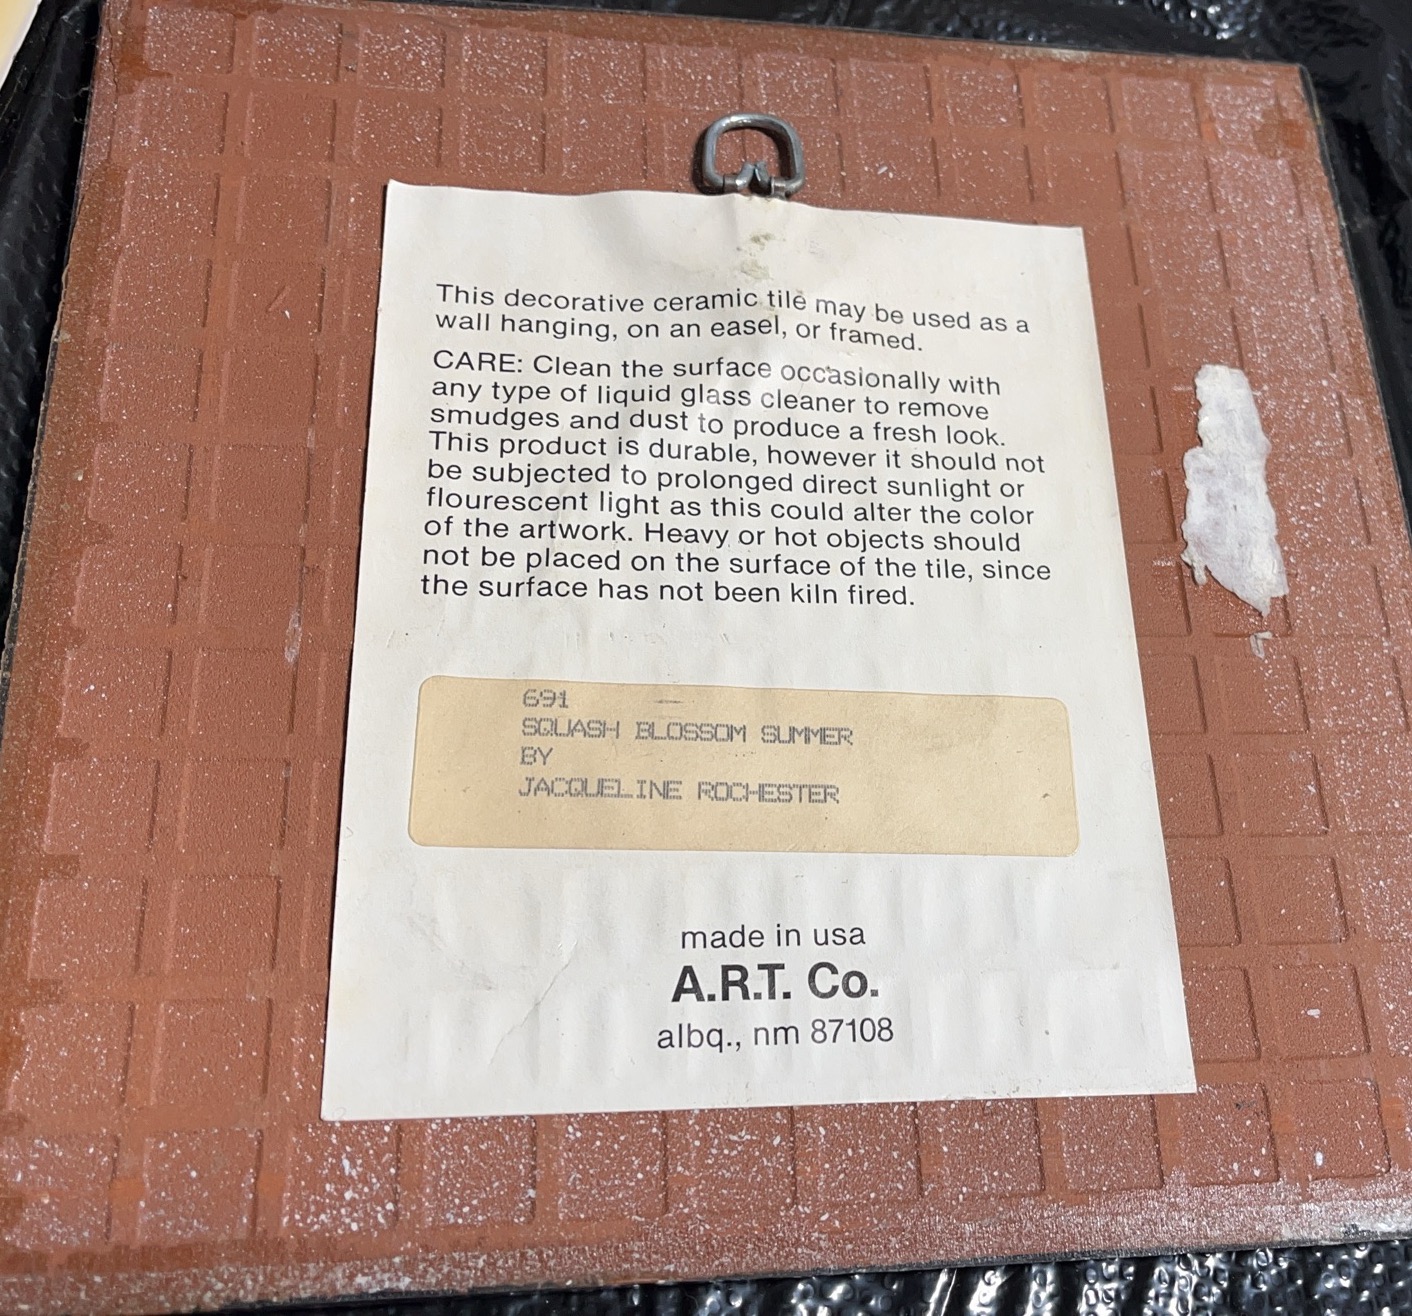 This decorative ceramic tile may be used as a
wall hanging, on an easel, or framed.
CARE: Clean the surface occasionally with
any type of liquid glass cleaner to remove
smudges and dust to produce a fresh look.
This product is durable, however it should not
be subjected to prolonged direct sunlight or
flourescent light as this could alter the color
of the artwork. Heavy or hot objects should
not be placed on the surface of the tile, since
the surface has not been kiln fired.
691
SQUASH BLOSSOM SUMMER
BY
JACQUELINE ROCHESTER
made in usa
A.R.T. Co.
albq., nm 87108